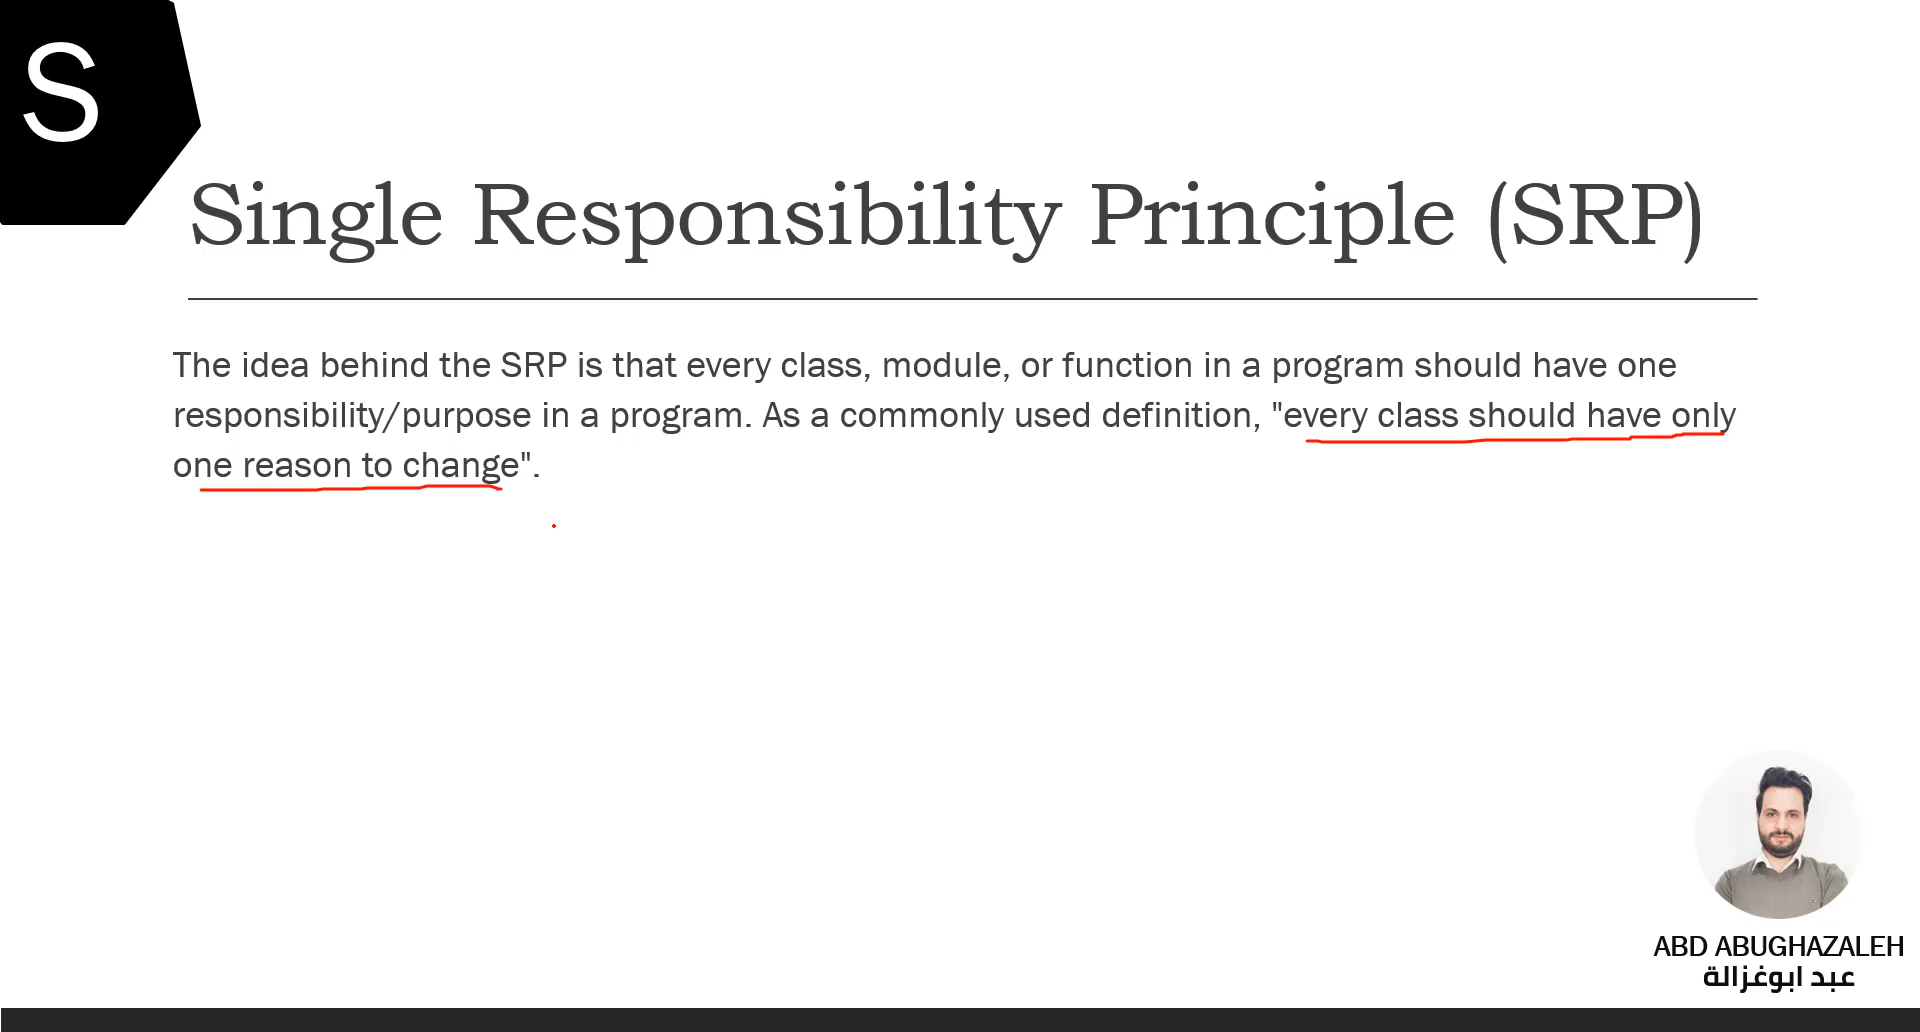 S
Single Responsibility Principle (SRP)
The idea behind the SRP is that every class, module, or function in a program should have one
responsibility/purpose in a program. As a commonly used definition, "every class should have only
one reason to change".
ABD ABUGHAZALEH
عبد ابوغزالة